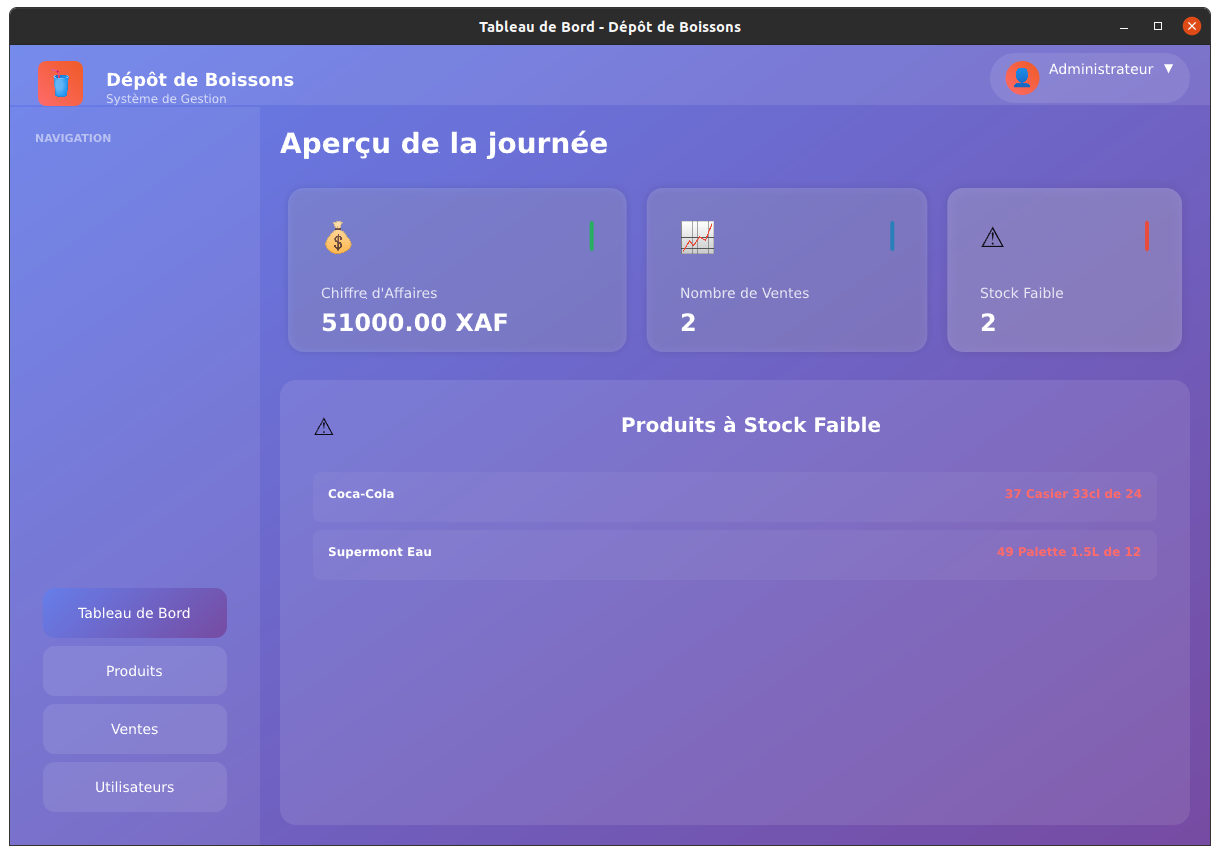 Tableau de Bord - Dépôt de Boissons
Dépôt de Boissons
Système de Gestion
Administrateur ▼
NAVIGATION
Aperçu de la journée
Chiffre d'Affaires
51000.00 XAF
Nombre de Ventes
2
Stock Faible
2
Produits à Stock Faible
Coca-Cola
37 Casier 33cl de 24
Supermont Eau
49 Palette 1.5L de 12
Tableau de Bord
Produits
Ventes
Utilisateurs